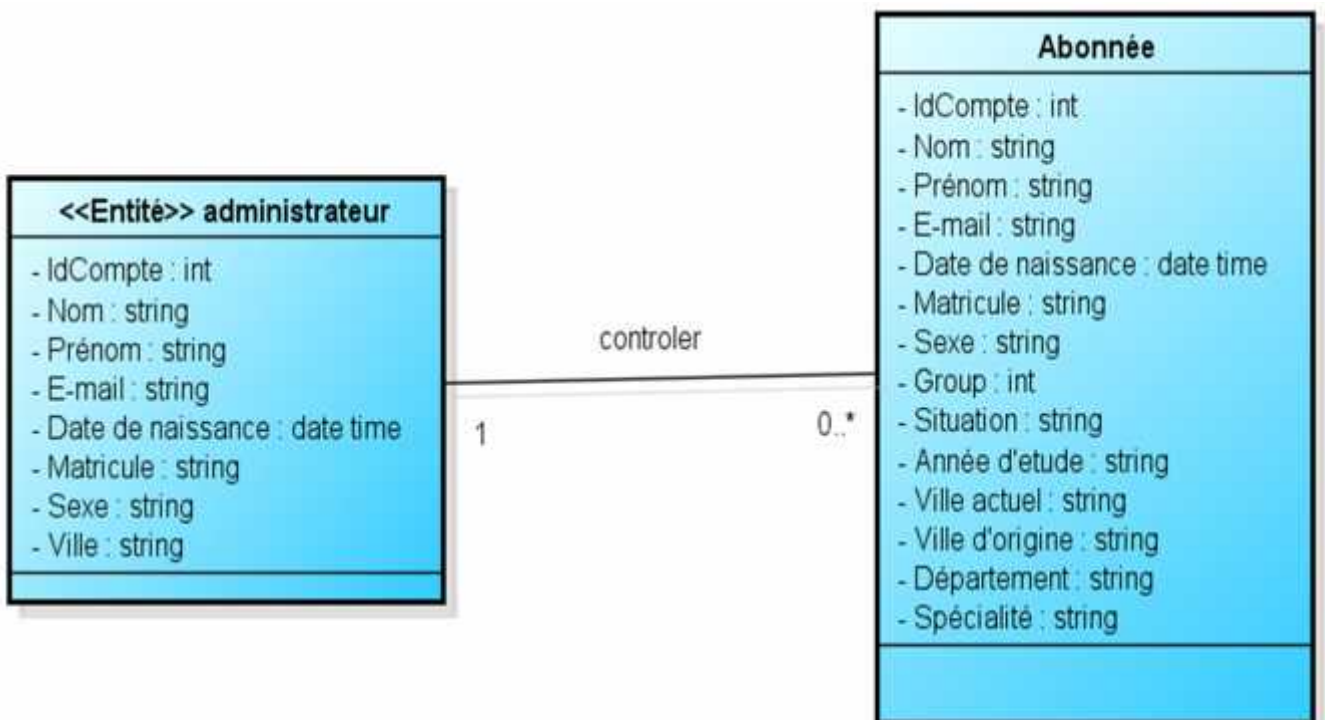 <<Entité>> administrateur
- IdCompte : int
- Nom : string
- Prénom : string
- E-mail : string
- Date de naissance : date time
- Matricule : string
- Sexe : string
- Ville : string
controler
1
0..*
Abonnée
- IdCompte : int
- Nom : string
- Prénom : string
- E-mail : string
- Date de naissance : date time
- Matricule : string
- Sexe : string
- Group : int
- Situation : string
- Année d'etude : string
- Ville actuel : string
- Ville d'origine : string
- Département : string
- Spécialité : string